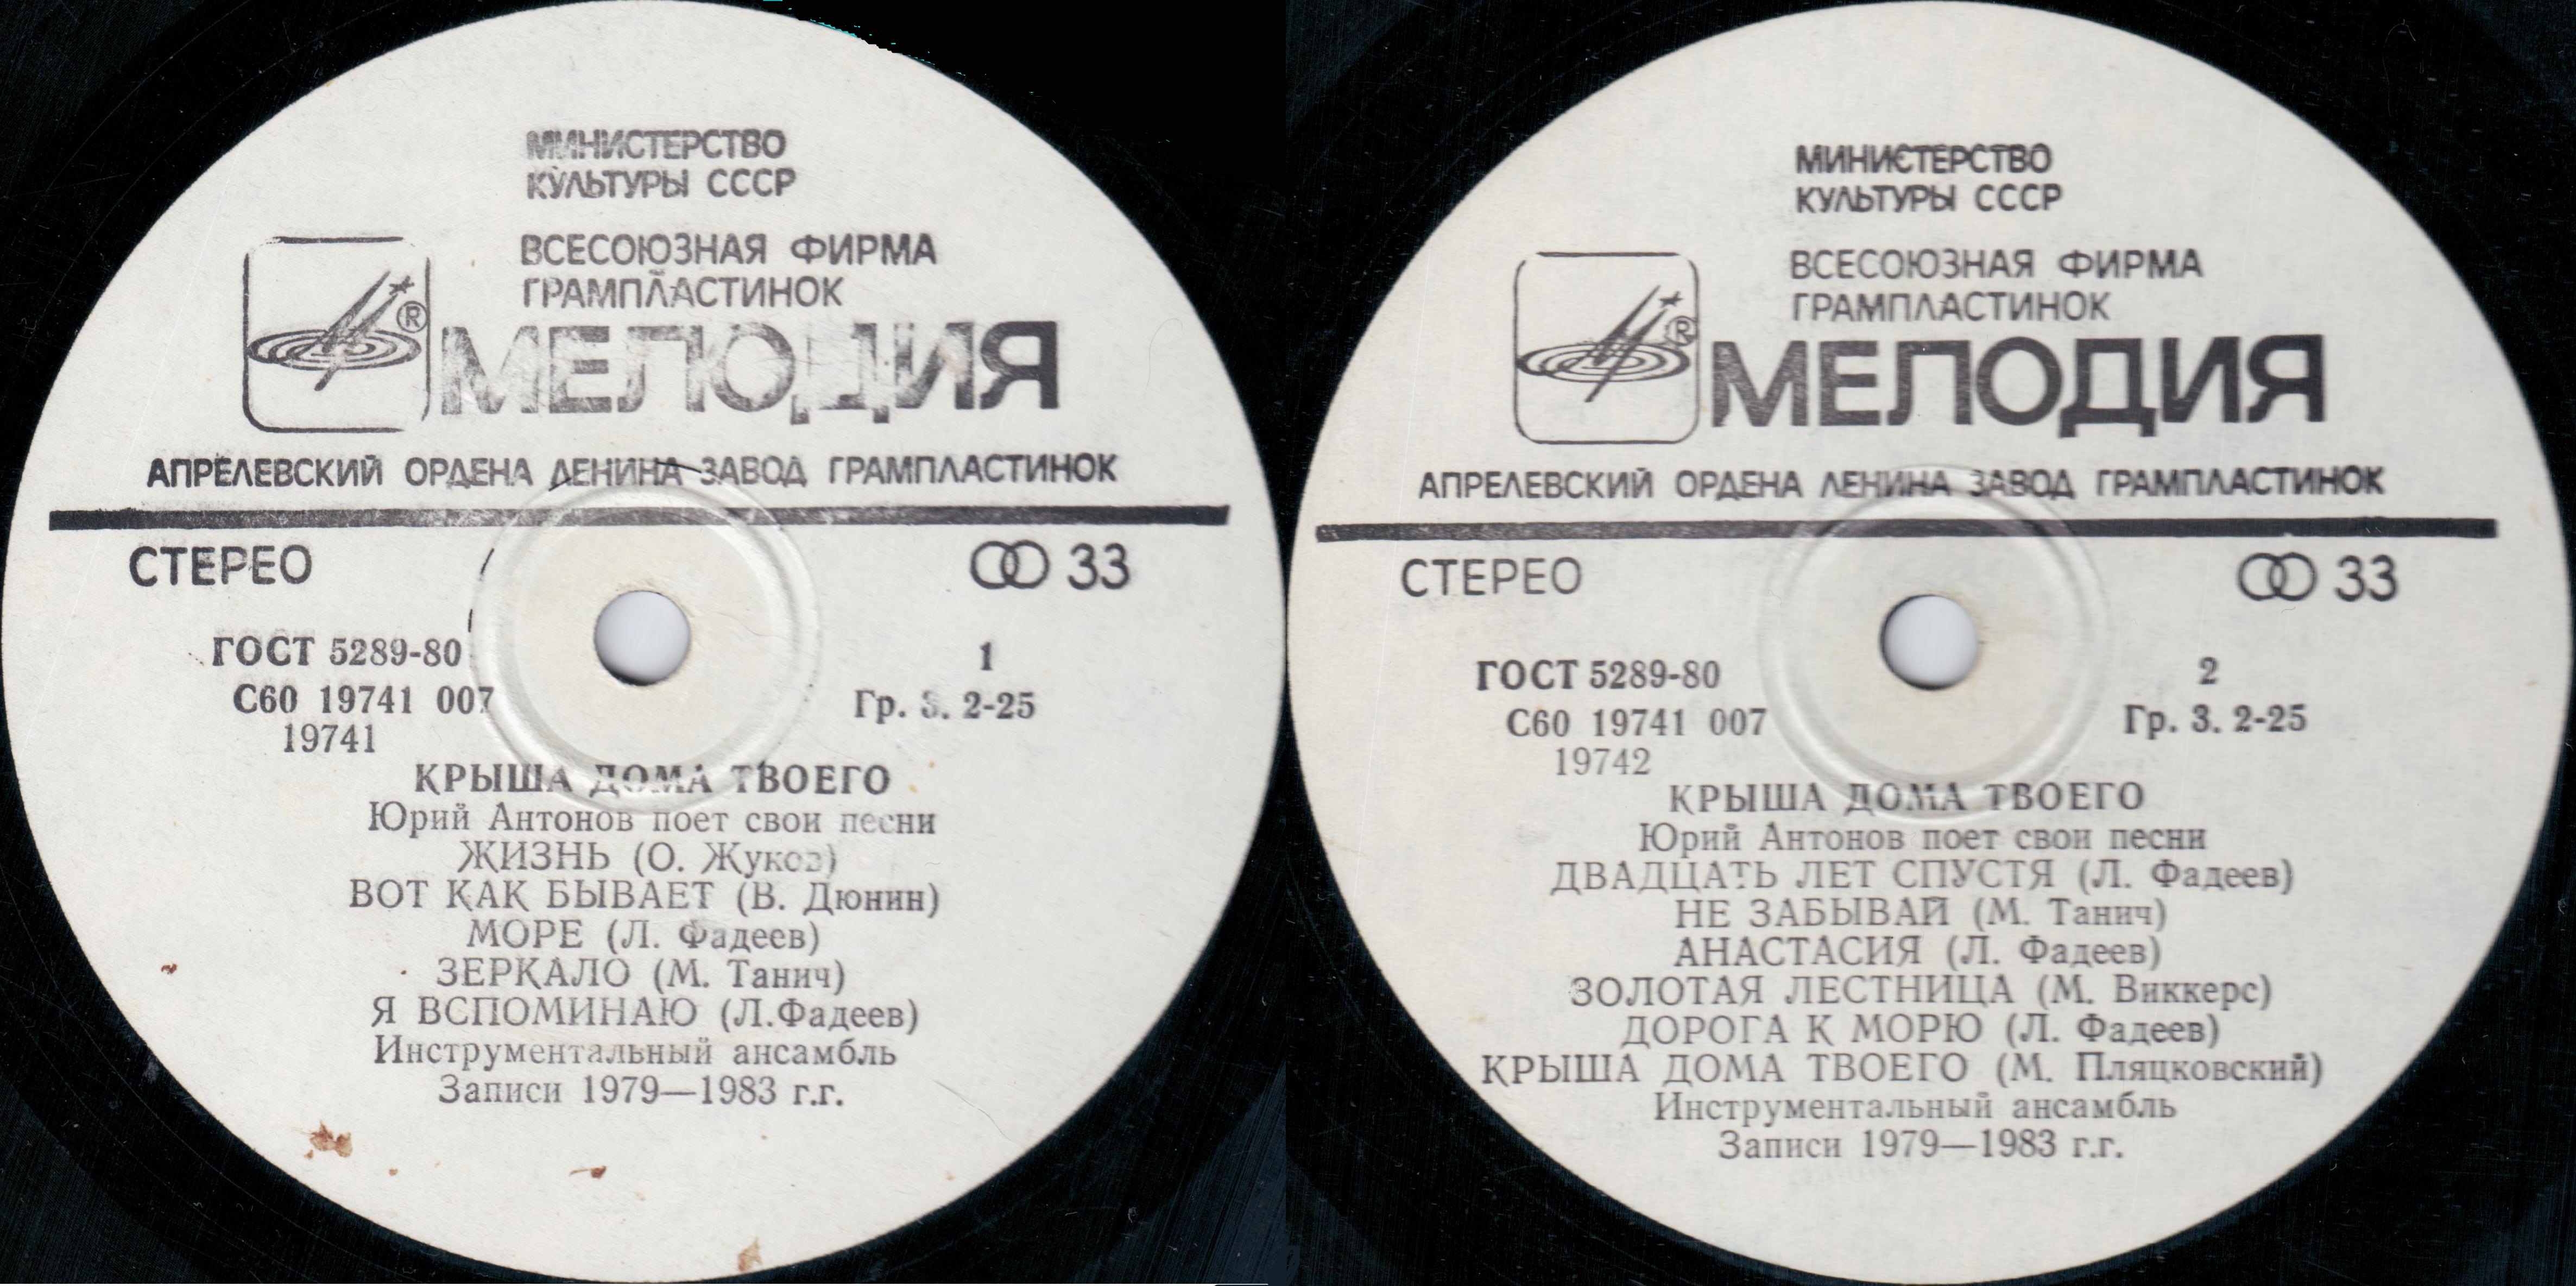 МИНИСТЕРСТВО
КУЛЬТУРЫ СССР
ВСЕСОЮЗНАЯ ФИРМА
ГРАМПЛАСТИНОК
®
МЕЛОДИЯ
АПРЕЛЕВСКИЙ ОРДЕНА ЛЕНИНА ЗАВОД ГРАМПЛАСТИНОК
СТЕРЕО
33
ГОСТ 5289-80
1
С60 19741 007
Гр. 3. 2-25
19741
КРЫША ДОМА ТВОЕГО
Юрий Антонов поет свои песни
ЖИЗНЬ (О. Жуков)
ВОТ КАК БЫВАЕТ (В. Дюнин)
МОРЕ (Л. Фадеев)
ЗЕРКАЛО (М. Танич)
Я ВСПОМИНАЮ (Л.Фадеев)
Инструментальный ансамбль
Записи 1979—1983 г.г.
МИНИСТЕРСТВО
КУЛЬТУРЫ СССР
ВСЕСОЮЗНАЯ ФИРМА
ГРАМПЛАСТИНОК
®
МЕЛОДИЯ
АПРЕЛЕВСКИЙ ОРДЕНА ЛЕНИНА ЗАВОД ГРАМПЛАСТИНОК
СТЕРЕО
33
ГОСТ 5289-80
2
С60 19741 007
Гр. 3. 2-25
19742
КРЫША ДОМА ТВОЕГО
Юрий Антонов поет свои песни
ДВАДЦАТЬ ЛЕТ СПУСТЯ (Л. Фадеев)
НЕ ЗАБЫВАЙ (М. Танич)
АНАСТАСИЯ (Л. Фадеев)
ЗОЛОТАЯ ЛЕСТНИЦА (М. Виккерс)
ДОРОГА К МОРЮ (Л. Фадеев)
КРЫША ДОМА ТВОЕГО (М. Пляцковский)
Инструментальный ансамбль
Записи 1979—1983 г.г.